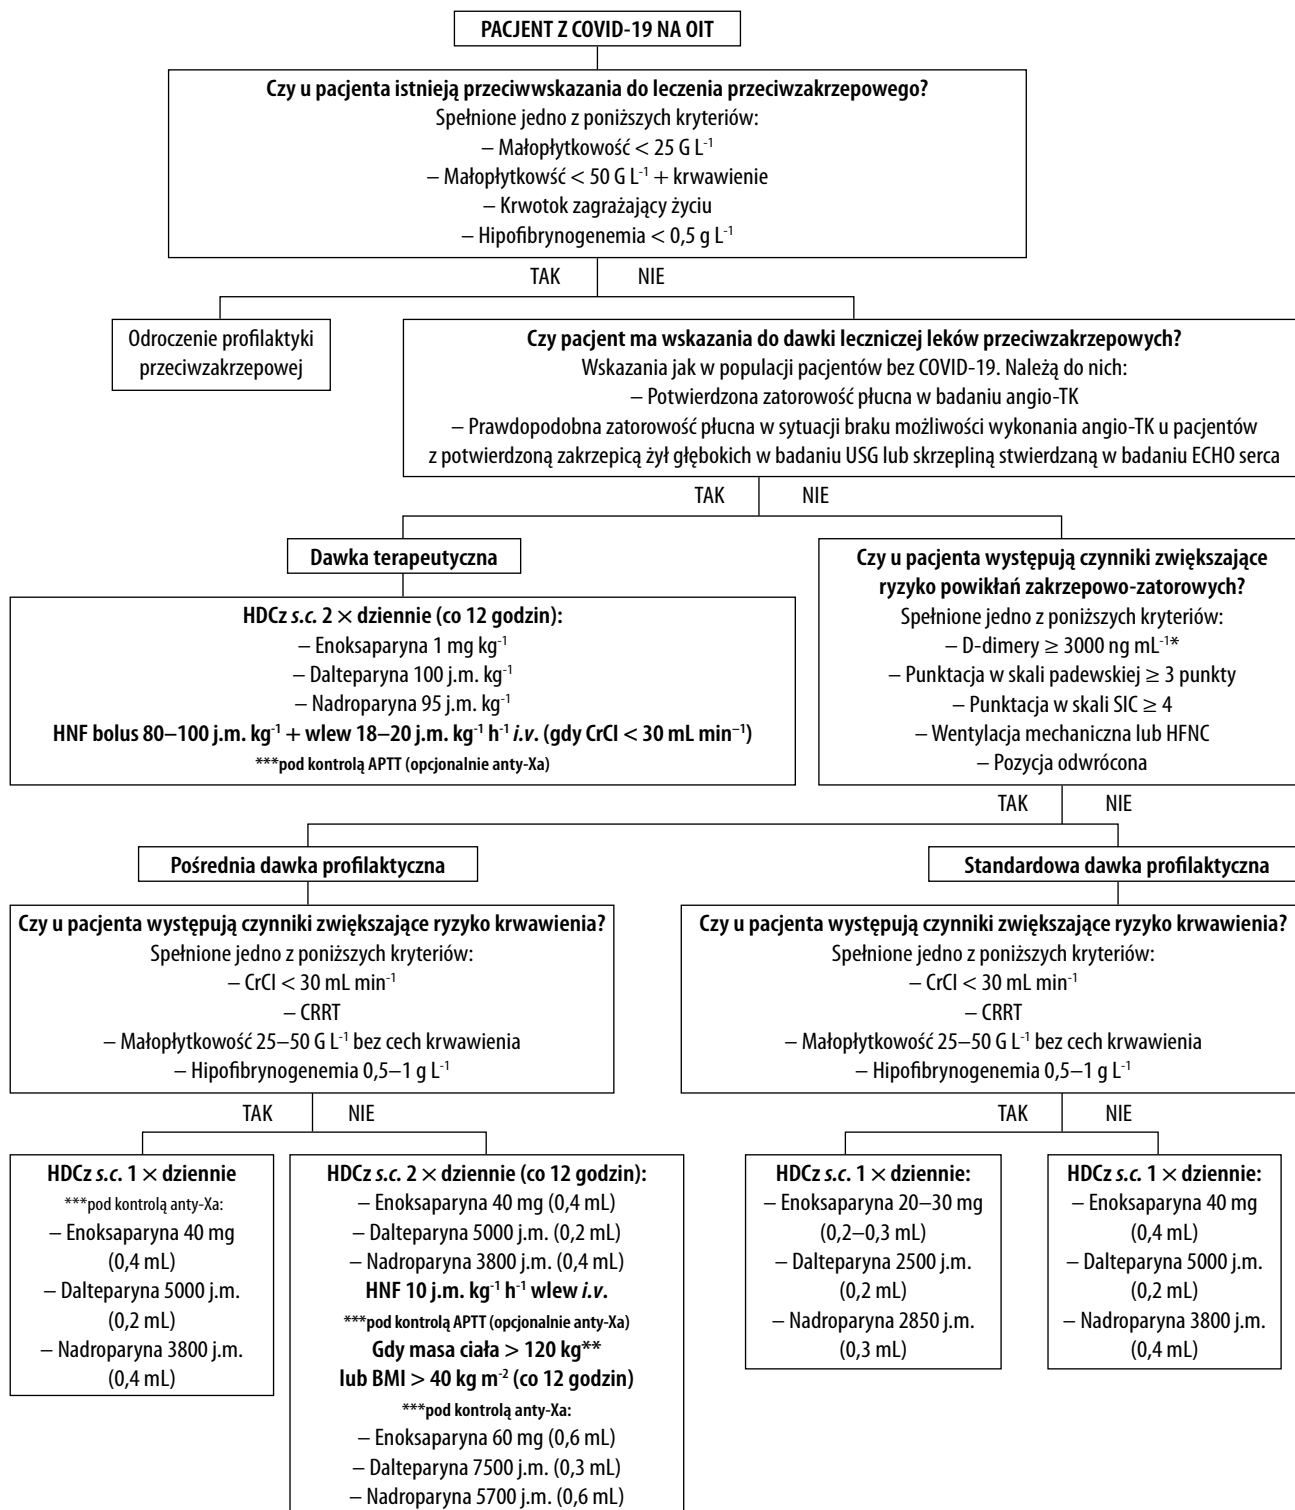 PACJENT Z COVID-19 NA OIT
Czy u pacjenta istnieją przeciwwskazania do leczenia przeciwzakrzepowego?
Spełnione jedno z poniższych kryteriów:
– Małopłytkowość < 25 G L⁻¹
– Małopłytkowść < 50 G L⁻¹ + krwawienie
– Krwotok zagrażający życiu
– Hipofibrynogenemia < 0,5 g L⁻¹
TAK NIE
Odroczenie profilaktyki
przeciwzakrzepowej
Czy pacjent ma wskazania do dawki leczniczej leków przeciwzakrzepowych?
Wskazania jak w populacji pacjentów bez COVID-19. Należą do nich:
– Potwierdzona zatorowość płucna w badaniu angio-TK
– Prawdopodobna zatorowość płucna w sytuacji braku możliwości wykonania angio-TK u pacjentów
z potwierdzoną zakrzepicą żył głębokich w badaniu USG lub skrzepliną stwierdzaną w badaniu ECHO serca
TAK NIE
Dawka terapeutyczna
HDCz s.c. 2 × dziennie (co 12 godzin):
– Enoksaparyna 1 mg kg⁻¹
– Dalteparyna 100 j.m. kg⁻¹
– Nadroparyna 95 j.m. kg⁻¹
HNF bolus 80–100 j.m. kg⁻¹ + wlew 18–20 j.m. kg⁻¹ h⁻¹ i.v. (gdy CrCl < 30 mL min⁻¹)
***pod kontrolą APTT (opcjonalnie anty-Xa)
Czy u pacjenta występują czynniki zwiększające
ryzyko powikłań zakrzepowo-zatorowych?
Spełnione jedno z poniższych kryteriów:
– D-dimery ≥ 3000 ng mL⁻¹*
– Punktacja w skali padewskiej ≥ 3 punkty
– Punktacja w skali SIC ≥ 4
– Wentylacja mechaniczna lub HFNC
– Pozycja odwrócona
TAK NIE
Pośrednia dawka profilaktyczna
Czy u pacjenta występują czynniki zwiększające ryzyko krwawienia?
Spełnione jedno z poniższych kryteriów:
– CrCl < 30 mL min⁻¹
– CRRT
– Małopłytkowość 25–50 G L⁻¹ bez cech krwawienia
– Hipofibrynogenemia 0,5–1 g L⁻¹
TAK NIE
HDCz s.c. 1 × dziennie
***pod kontrolą anty-Xa:
– Enoksaparyna 40 mg
(0,4 mL)
– Dalteparyna 5000 j.m.
(0,2 mL)
– Nadroparyna 3800 j.m.
(0,4 mL)
HDCz s.c. 2 × dziennie (co 12 godzin):
– Enoksaparyna 40 mg (0,4 mL)
– Dalteparyna 5000 j.m. (0,2 mL)
– Nadroparyna 3800 j.m. (0,4 mL)
HNF 10 j.m. kg⁻¹ h⁻¹ wlew i.v.
***pod kontrolą APTT (opcjonalnie anty-Xa)
Gdy masa ciała > 120 kg**
lub BMI > 40 kg m⁻² (co 12 godzin)
***pod kontrolą anty-Xa:
– Enoksaparyna 60 mg (0,6 mL)
– Dalteparyna 7500 j.m. (0,3 mL)
– Nadroparyna 5700 j.m. (0,6 mL)
Standardowa dawka profilaktyczna
Czy u pacjenta występują czynniki zwiększające ryzyko krwawienia?
Spełnione jedno z poniższych kryteriów:
– CrCl < 30 mL min⁻¹
– CRRT
– Małopłytkowość 25–50 G L⁻¹ bez cech krwawienia
– Hipofibrynogenemia 0,5–1 g L⁻¹
TAK NIE
HDCz s.c. 1 × dziennie:
– Enoksaparyna 20–30 mg
(0,2–0,3 mL)
– Dalteparyna 2500 j.m.
(0,2 mL)
– Nadroparyna 2850 j.m.
(0,3 mL)
HDCz s.c. 1 × dziennie:
– Enoksaparyna 40 mg
(0,4 mL)
– Dalteparyna 5000 j.m.
(0,2 mL)
– Nadroparyna 3800 j.m.
(0,4 mL)